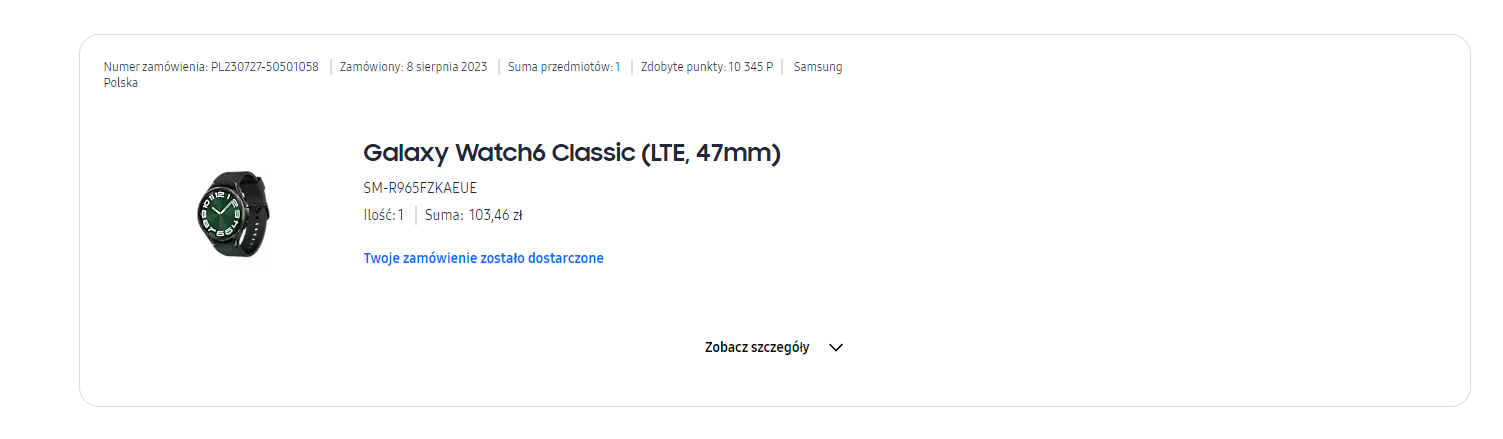 Numer zamówienia: PL230727-50501058 | Zamówiony: 8 sierpnia 2023 | Suma przedmiotów: 1 | Zdobyte punkty: 10 345 P | Samsung
Polska
Galaxy Watch6 Classic (LTE, 47mm)
SM-R965FZKAEUE
Ilość: 1 | Suma: 103,46 zł
Twoje zamówienie zostało dostarczone
Zobacz szczegóły